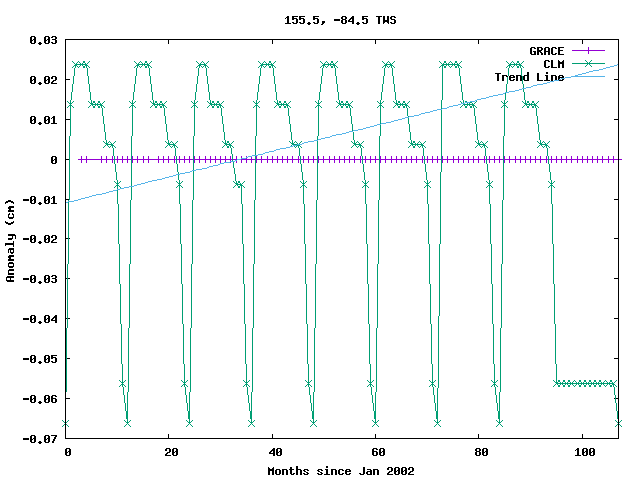 155.5, -84.5 TWS
GRACE
CLM
Trend Line
0.03
0.02
0.01
0
-0.01
-0.02
-0.03
-0.04
-0.05
-0.06
-0.07
Anomaly (cm)
0 20 40 60 80 100
Months since Jan 2002